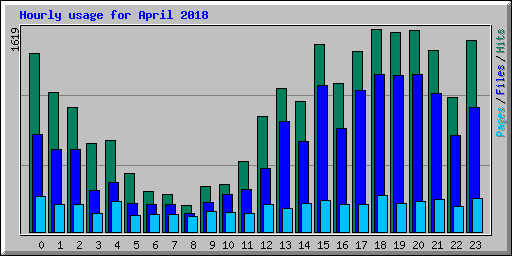 Hourly usage for April 2018
1619
Pages/Files/Hits
0 1 2 3 4 5 6 7 8 9 10 11 12 13 14 15 16 17 18 19 20 21 22 23